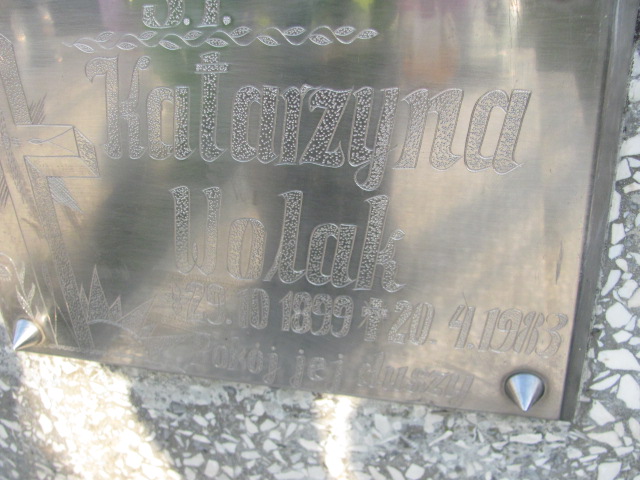 Ś.P.
Katarzyna
Wolak
*29.10 1899 ✝ 20.4.1983
Pokój jej duszy